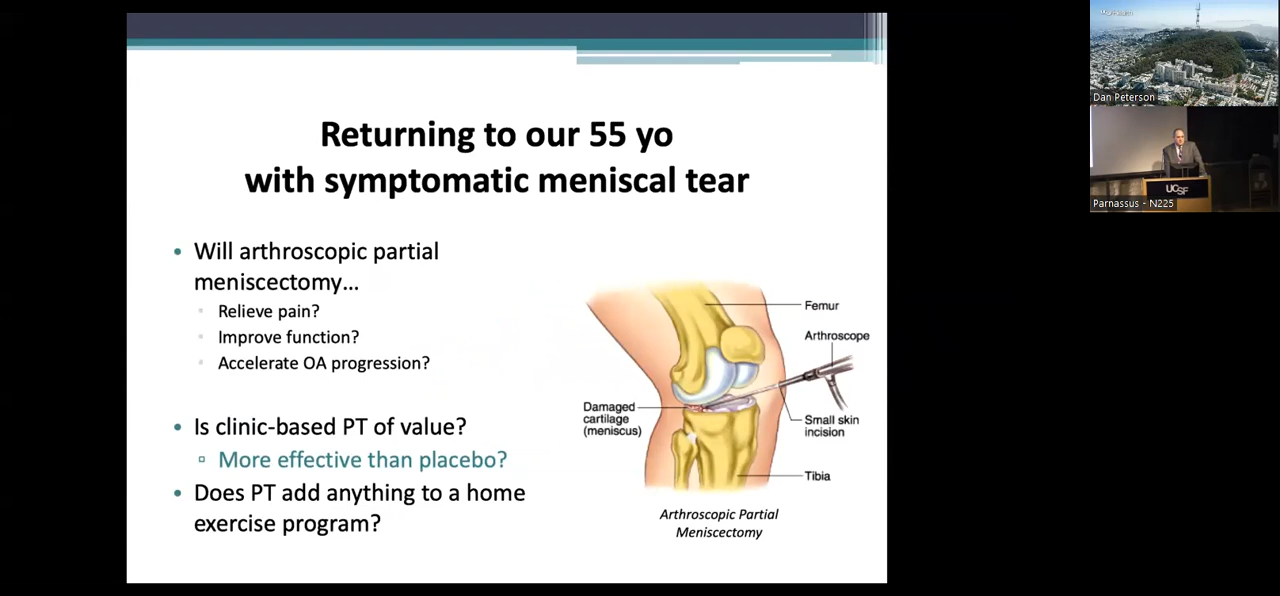 Returning to our 55 yo
with symptomatic meniscal tear
• Will arthroscopic partial
meniscectomy...
▫ Relieve pain?
▫ Improve function?
▫ Accelerate OA progression?
• Is clinic-based PT of value?
▫ More effective than placebo?
• Does PT add anything to a home
exercise program?
Femur
Arthroscope
Damaged
cartilage
(meniscus)
Small skin
incision
Tibia
Arthroscopic Partial
Meniscectomy
Dan Peterson
UCSF
Parnassus - N225